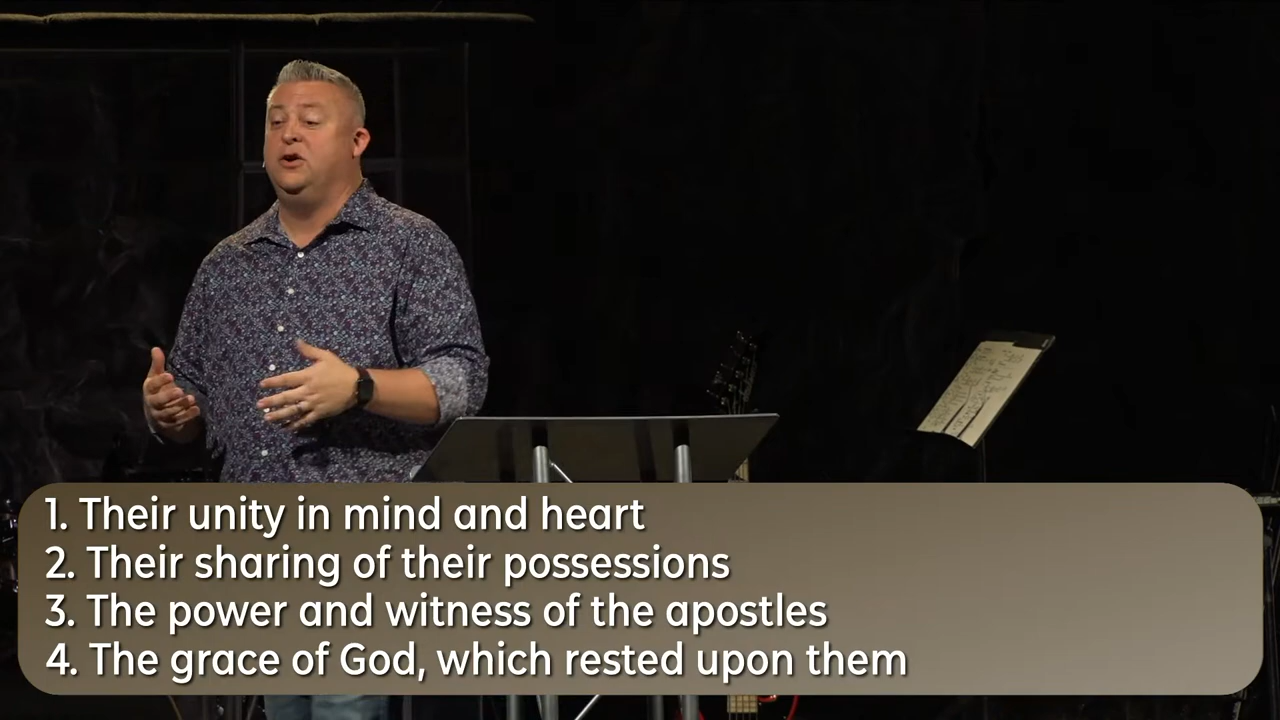 1. Their unity in mind and heart
2. Their sharing of their possessions
3. The power and witness of the apostles
4. The grace of God, which rested upon them